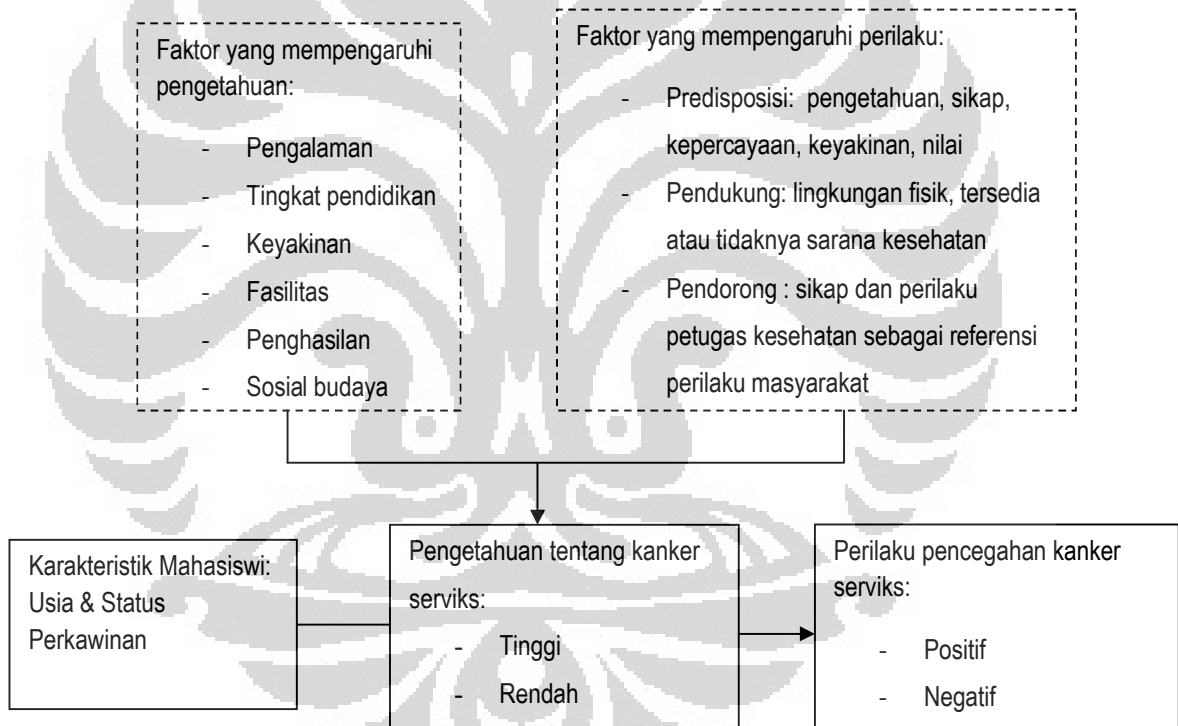 Faktor yang mempengaruhi
pengetahuan:
- Pengalaman
- Tingkat pendidikan
- Keyakinan
- Fasilitas
- Penghasilan
- Sosial budaya
Faktor yang mempengaruhi perilaku:
- Predisposisi: pengetahuan, sikap,
kepercayaan, keyakinan, nilai
- Pendukung: lingkungan fisik, tersedia
atau tidaknya sarana kesehatan
- Pendorong : sikap dan perilaku
petugas kesehatan sebagai referensi
perilaku masyarakat
Karakteristik Mahasiswi:
Usia & Status
Perkawinan
Pengetahuan tentang kanker
serviks:
- Tinggi
- Rendah
Perilaku pencegahan kanker
serviks:
- Positif
- Negatif